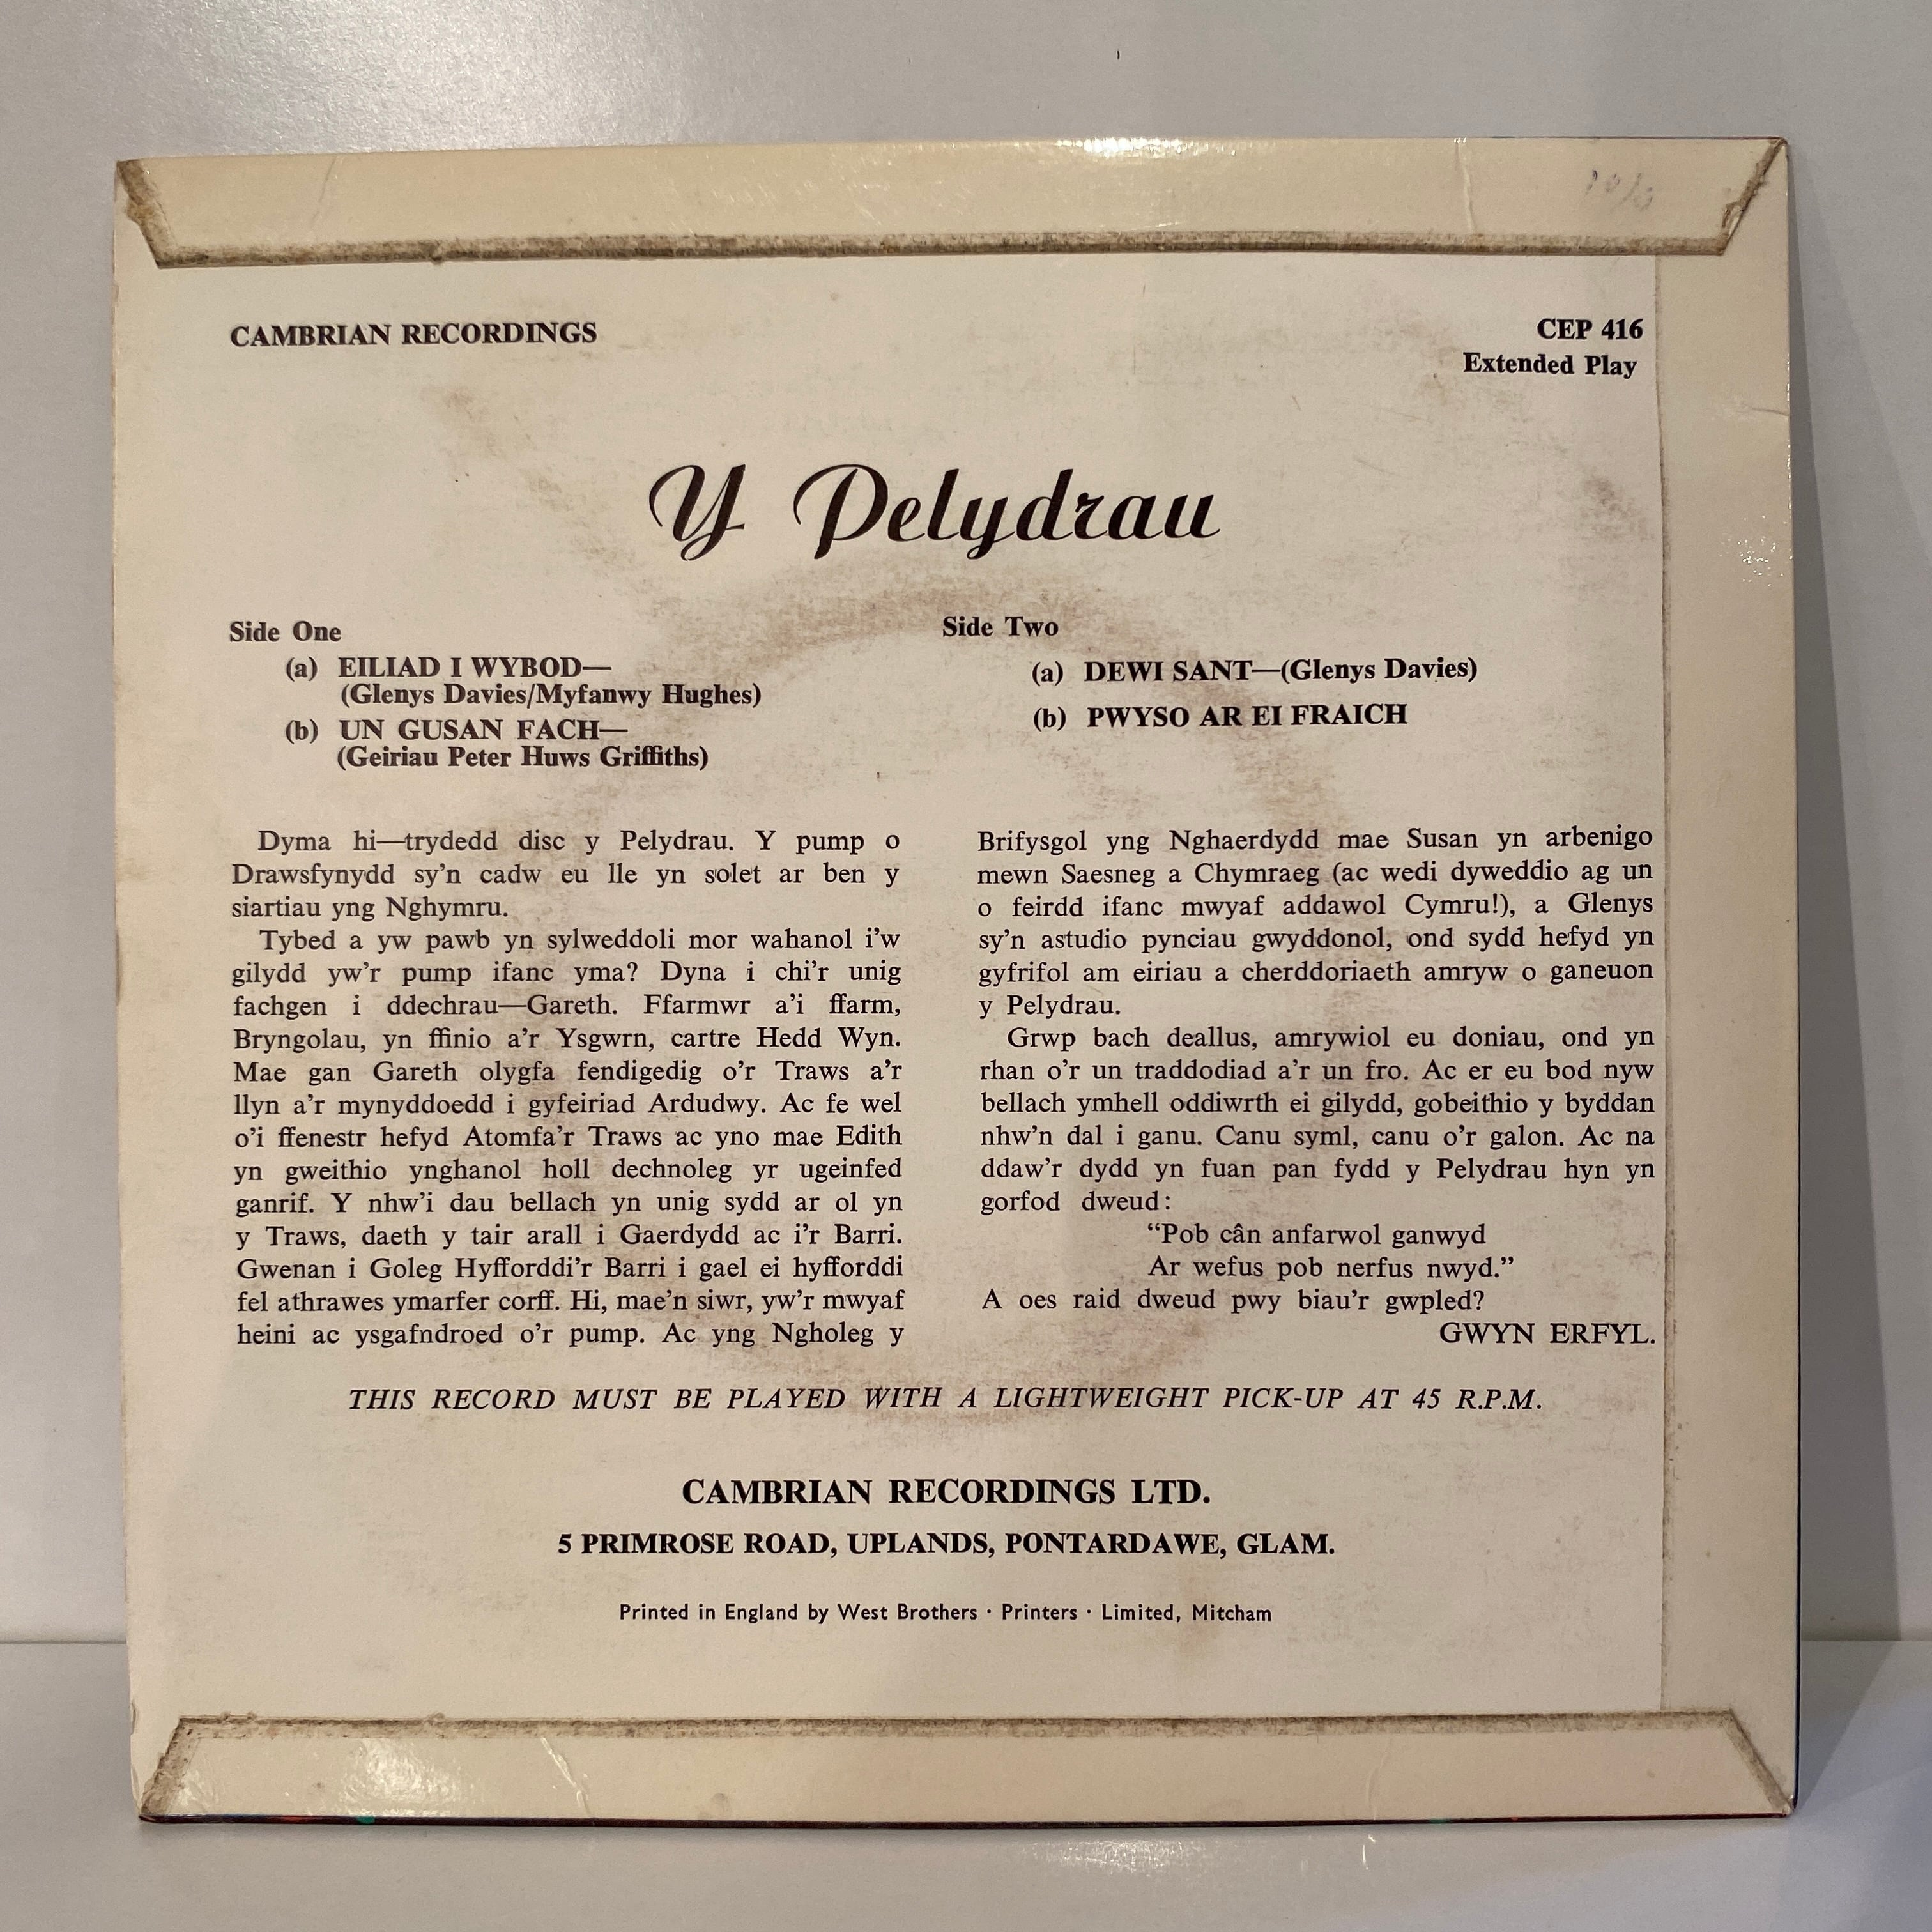 CAMBRIAN RECORDINGS
CEP 416
Extended Play
Y Pelydrau
Side One
(a) EILIAD I WYBOD—
(Glenys Davies/Myfanwy Hughes)
(b) UN GUSAN FACH—
(Geiriau Peter Huws Griffiths)
Side Two
(a) DEWI SANT—(Glenys Davies)
(b) PWYSO AR EI FRAICH
Dyma hi—trydedd disc y Pelydrau. Y pump o
Drawsfynydd sy'n cadw eu lle yn solet ar ben y
siartiau yng Nghymru.
Tybed a yw pawb yn sylweddoli mor wahanol i'w
gilydd yw'r pump ifanc yma? Dyna i chi'r unig
fachgen i ddechrau—Gareth. Ffarmwr a'i ffarm,
Bryngolau, yn ffinio a'r Ysgwrn, cartre Hedd Wyn.
Mae gan Gareth olygfa fendigedig o'r Traws a'r
llyn a'r mynyddoedd i gyfeiriad Ardudwy. Ac fe wel
o'i ffenestr hefyd Atomfa'r Traws ac yno mae Edith
yn gweithio ynghanol holl dechnoleg yr ugeinfed
ganrif. Y nhw'i dau bellach yn unig sydd ar ol yn
y Traws, daeth y tair arall i Gaerdydd ac i'r Barri.
Gwenan i Goleg Hyfforddi'r Barri i gael ei hyfforddi
fel athrawes ymarfer corff. Hi, mae'n siwr, yw'r mwyaf
heini ac ysgafndroed o'r pump. Ac yng Ngholeg y
Brifysgol yng Nghaerdydd mae Susan yn arbenigo
mewn Saesneg a Chymraeg (ac wedi dyweddio ag un
o feirdd ifanc mwyaf addawol Cymru!), a Glenys
sy'n astudio pynciau gwyddonol, ond sydd hefyd yn
gyfrifol am eiriau a cherddoriaeth amryw o ganeuon
y Pelydrau.
Grwp bach deallus, amrywiol eu doniau, ond yn
rhan o'r un traddodiad a'r un fro. Ac er eu bod nyw
bellach ymhell oddiwrth ei gilydd, gobeithio y byddan
nhw'n dal i ganu. Canu syml, canu o'r galon. Ac na
ddaw'r dydd yn fuan pan fydd y Pelydrau hyn yn
gorfod dweud:
“Pob cân anfarwol ganwyd
Ar wefus pob nerfus nwyd.”
A oes raid dweud pwy biau'r gwpled?
GWYN ERFYL.
THIS RECORD MUST BE PLAYED WITH A LIGHTWEIGHT PICK-UP AT 45 R.P.M.
CAMBRIAN RECORDINGS LTD.
5 PRIMROSE ROAD, UPLANDS, PONTARDAWE, GLAM.
Printed in England by West Brothers · Printers · Limited, Mitcham